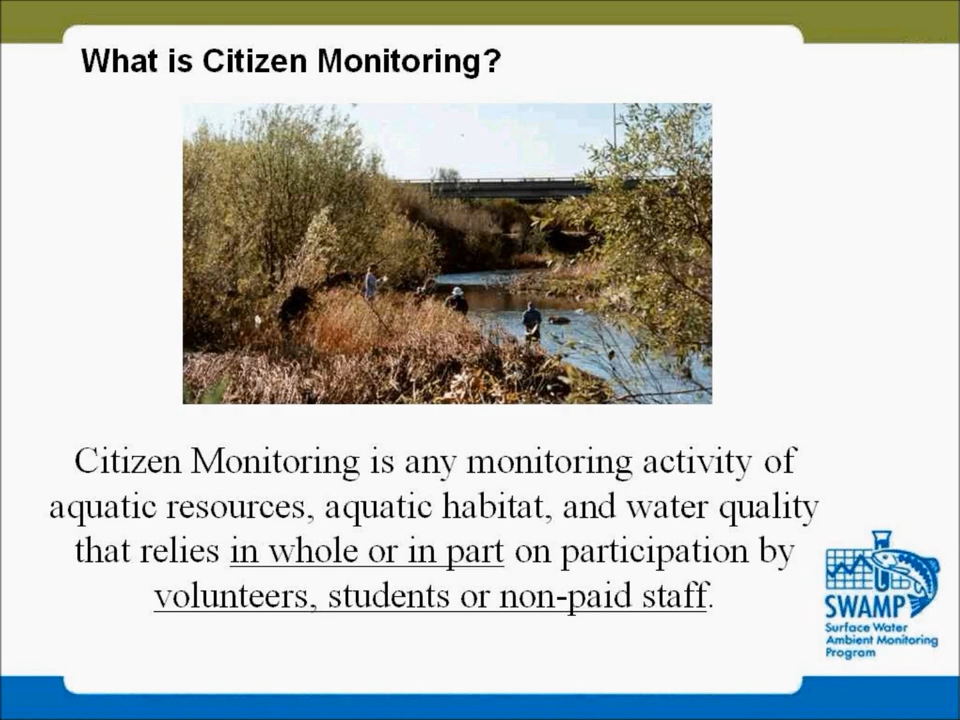 What is Citizen Monitoring?
Citizen Monitoring is any monitoring activity of
aquatic resources, aquatic habitat, and water quality
that relies in whole or in part on participation by
volunteers, students or non-paid staff.
SWAMP
Surface Water
Ambient Monitoring
Program